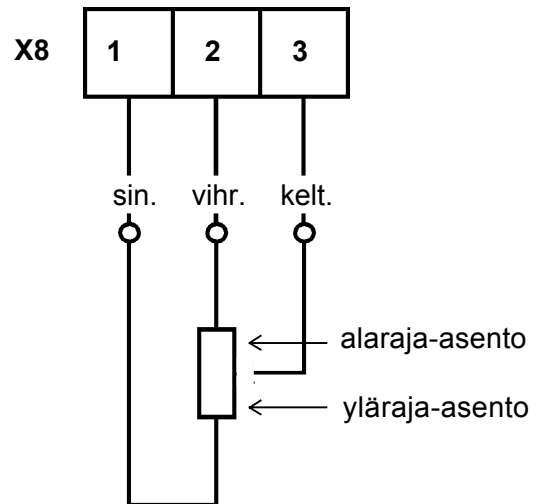 X8 1 2 3
sin. vihr. kelt.
alaraja-asento
yläraja-asento